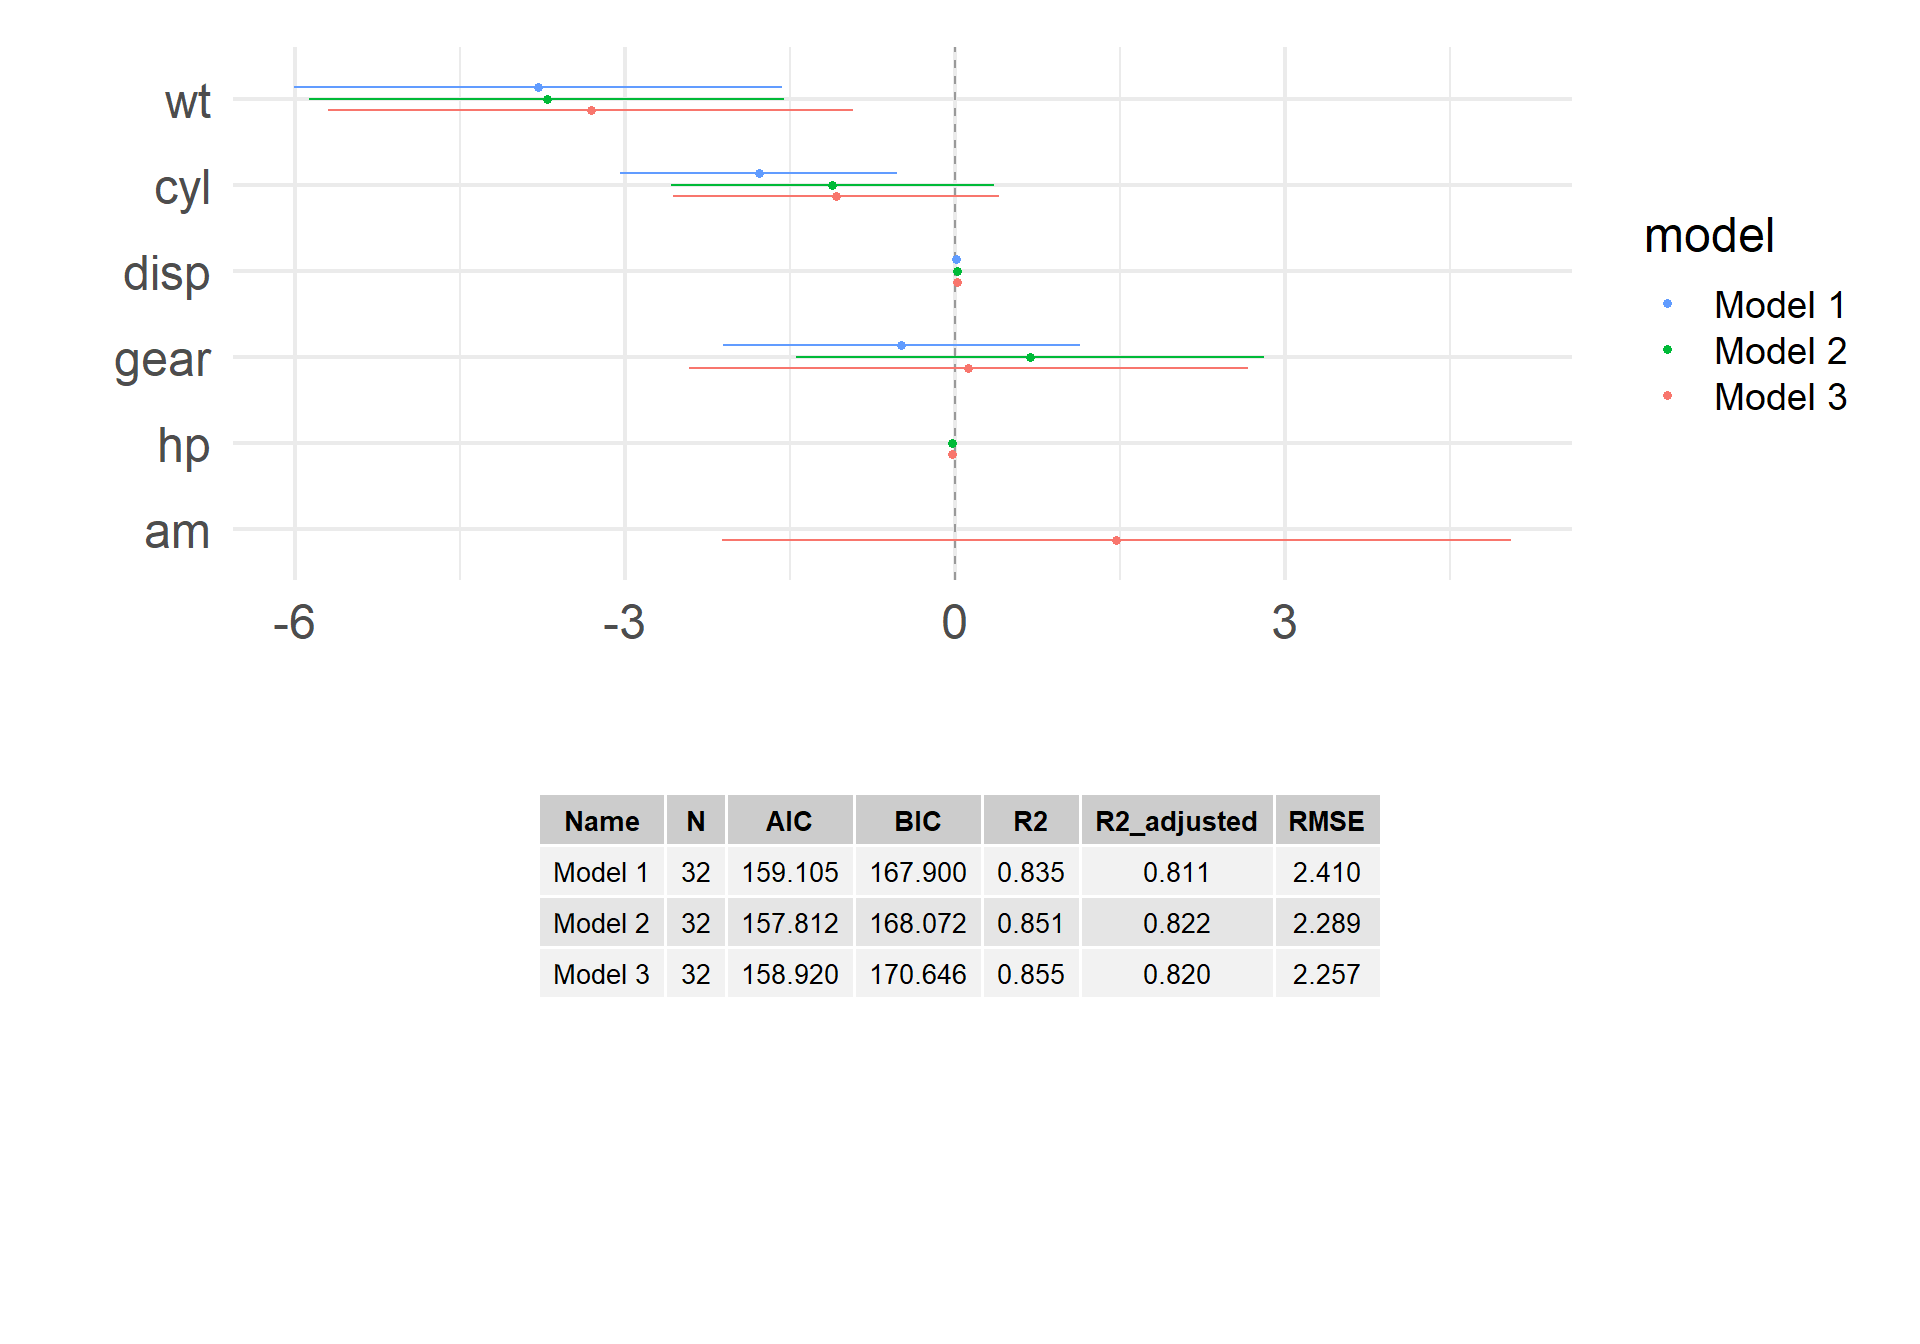 wt
cyl
disp
gear
hp
am
-6 -3 0 3
model
Model 1
Model 2
Model 3
Name N AIC BIC R2 R2_adjusted RMSE
Model 1 32 159.105 167.900 0.835 0.811 2.410
Model 2 32 157.812 168.072 0.851 0.822 2.289
Model 3 32 158.920 170.646 0.855 0.820 2.257